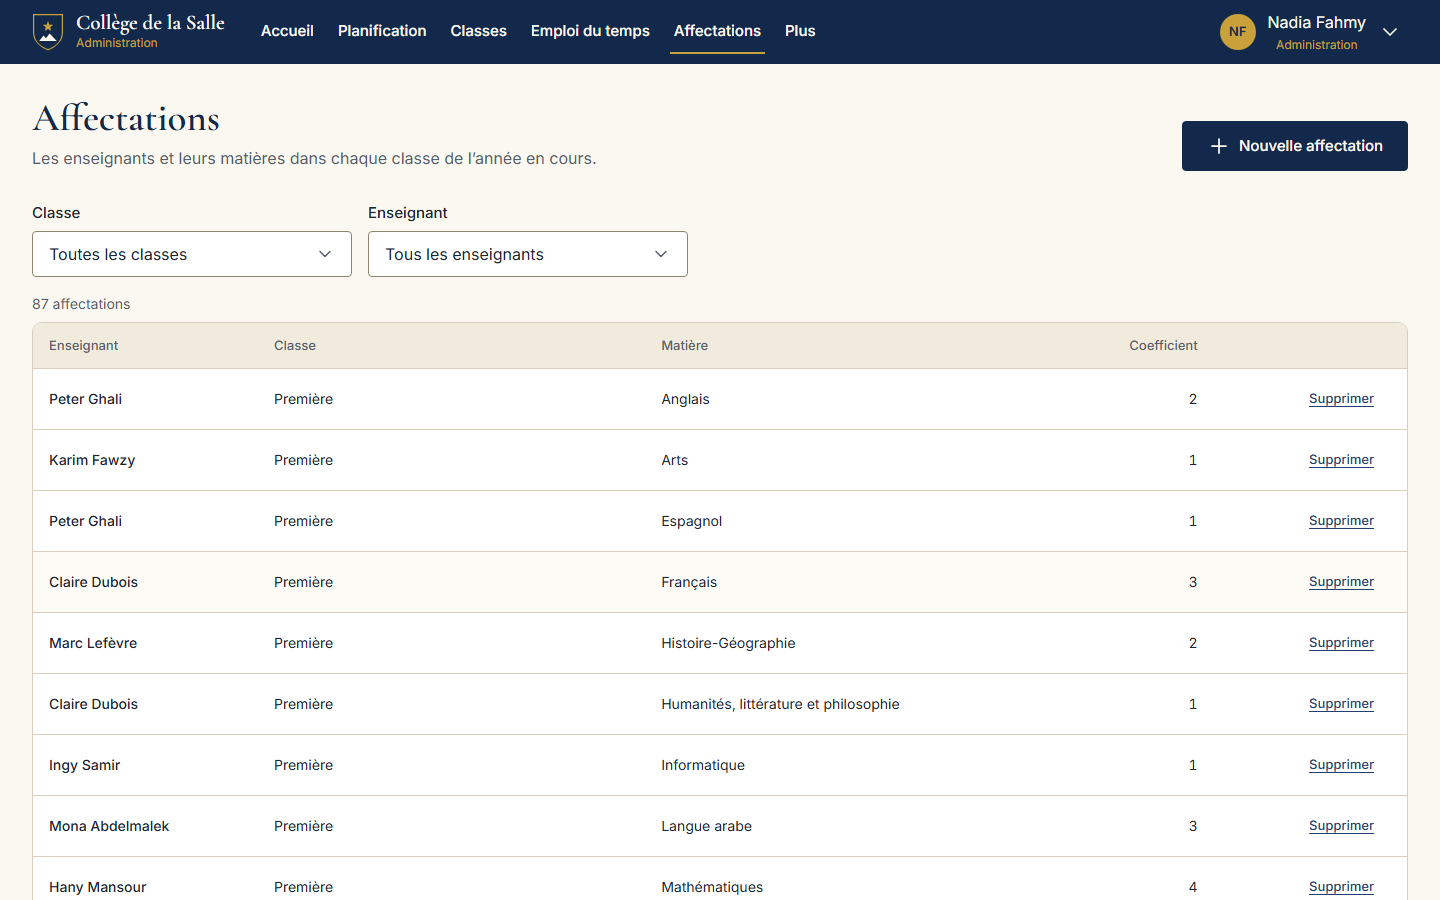 Collège de la Salle
Administration
Accueil
Planification
Classes
Emploi du temps
Affectations
Plus
NF
Nadia Fahmy
Administration
Affectations
Les enseignants et leurs matières dans chaque classe de l’année en cours.
Nouvelle affectation
Classe
Enseignant
Toutes les classes
Tous les enseignants
87 affectations
Enseignant Classe Matière Coefficient
Peter Ghali Première Anglais 2 Supprimer
Karim Fawzy Première Arts 1 Supprimer
Peter Ghali Première Espagnol 1 Supprimer
Claire Dubois Première Français 3 Supprimer
Marc Lefèvre Première Histoire-Géographie 2 Supprimer
Claire Dubois Première Humanités, littérature et philosophie 1 Supprimer
Ingy Samir Première Informatique 1 Supprimer
Mona Abdelmalek Première Langue arabe 3 Supprimer
Hany Mansour Première Mathématiques 4 Supprimer